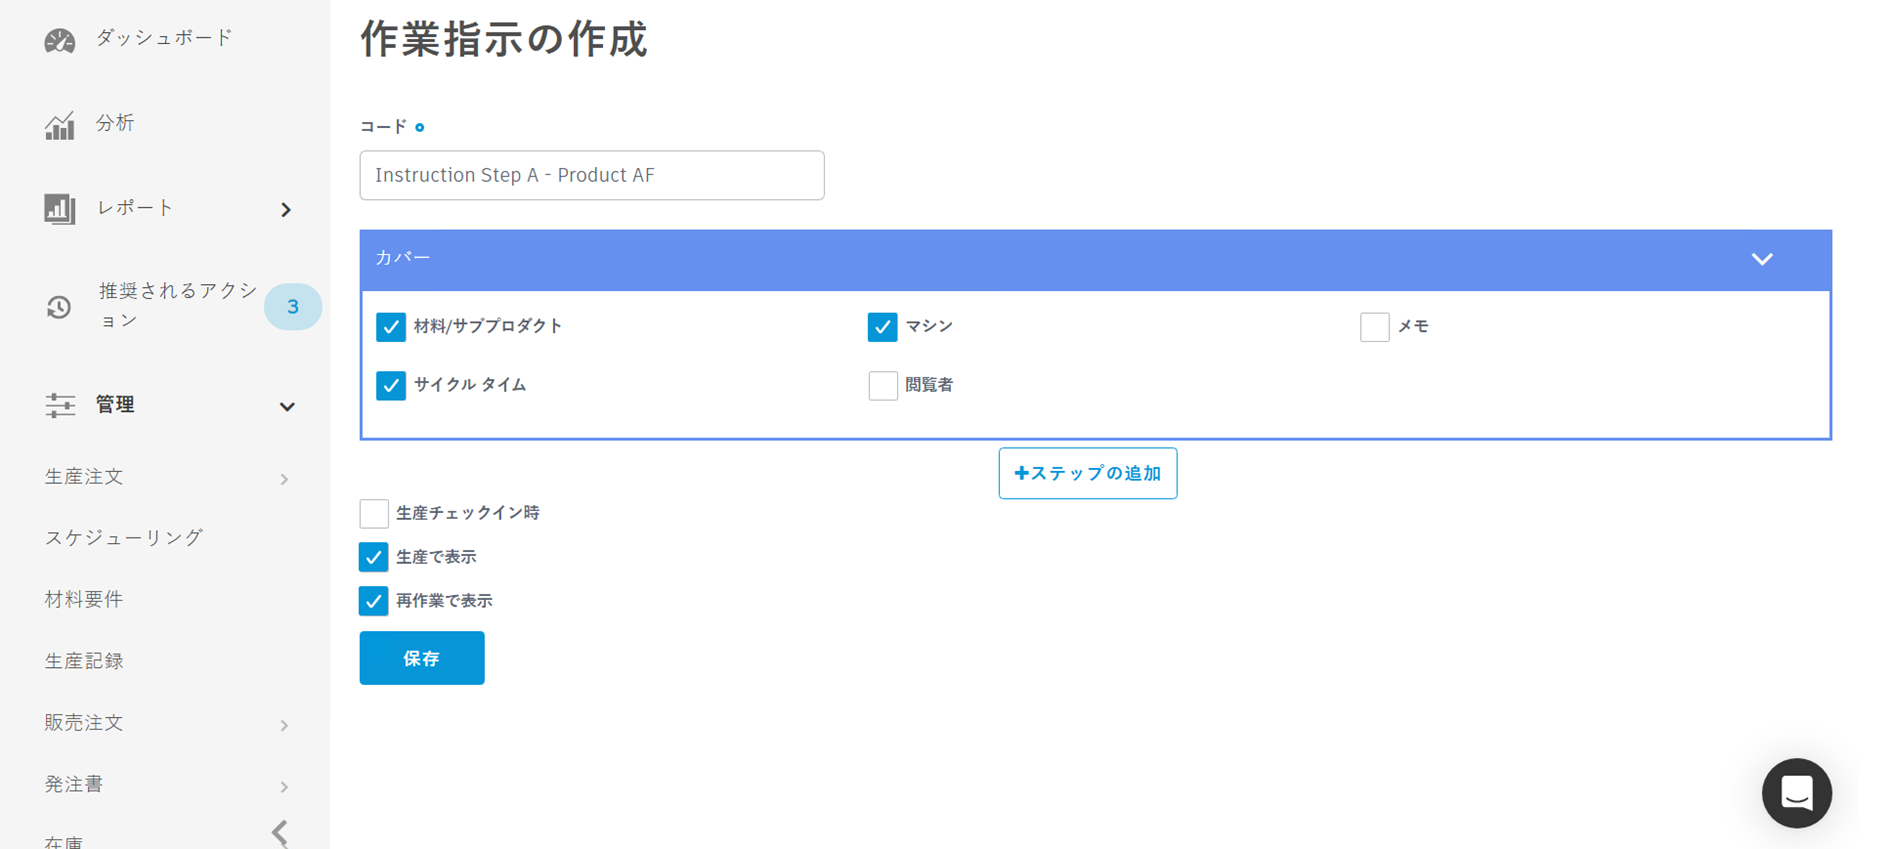 ダッシュボード
分析
レポート
推奨されるアクシ
ョン
3
管理
生産注文
スケジューリング
材料要件
生産記録
販売注文
発注書
在庫
作業指示の作成
コード
Instruction Step A - Product AF
カバー
材料/サブプロダクト
マシン
メモ
サイクル タイム
閲覧者
+ステップの追加
生産チェックイン時
生産で表示
再作業で表示
保存